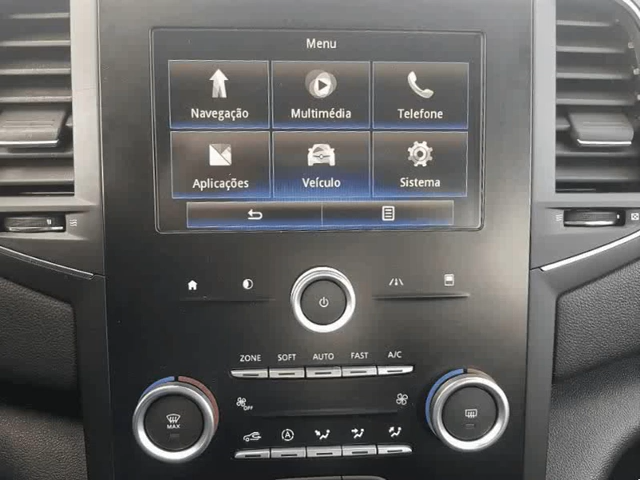 Menu
Navegação Multimédia Telefone
Aplicações Veículo Sistema
ZONE SOFT AUTO FAST A/C
OFF
MAX A